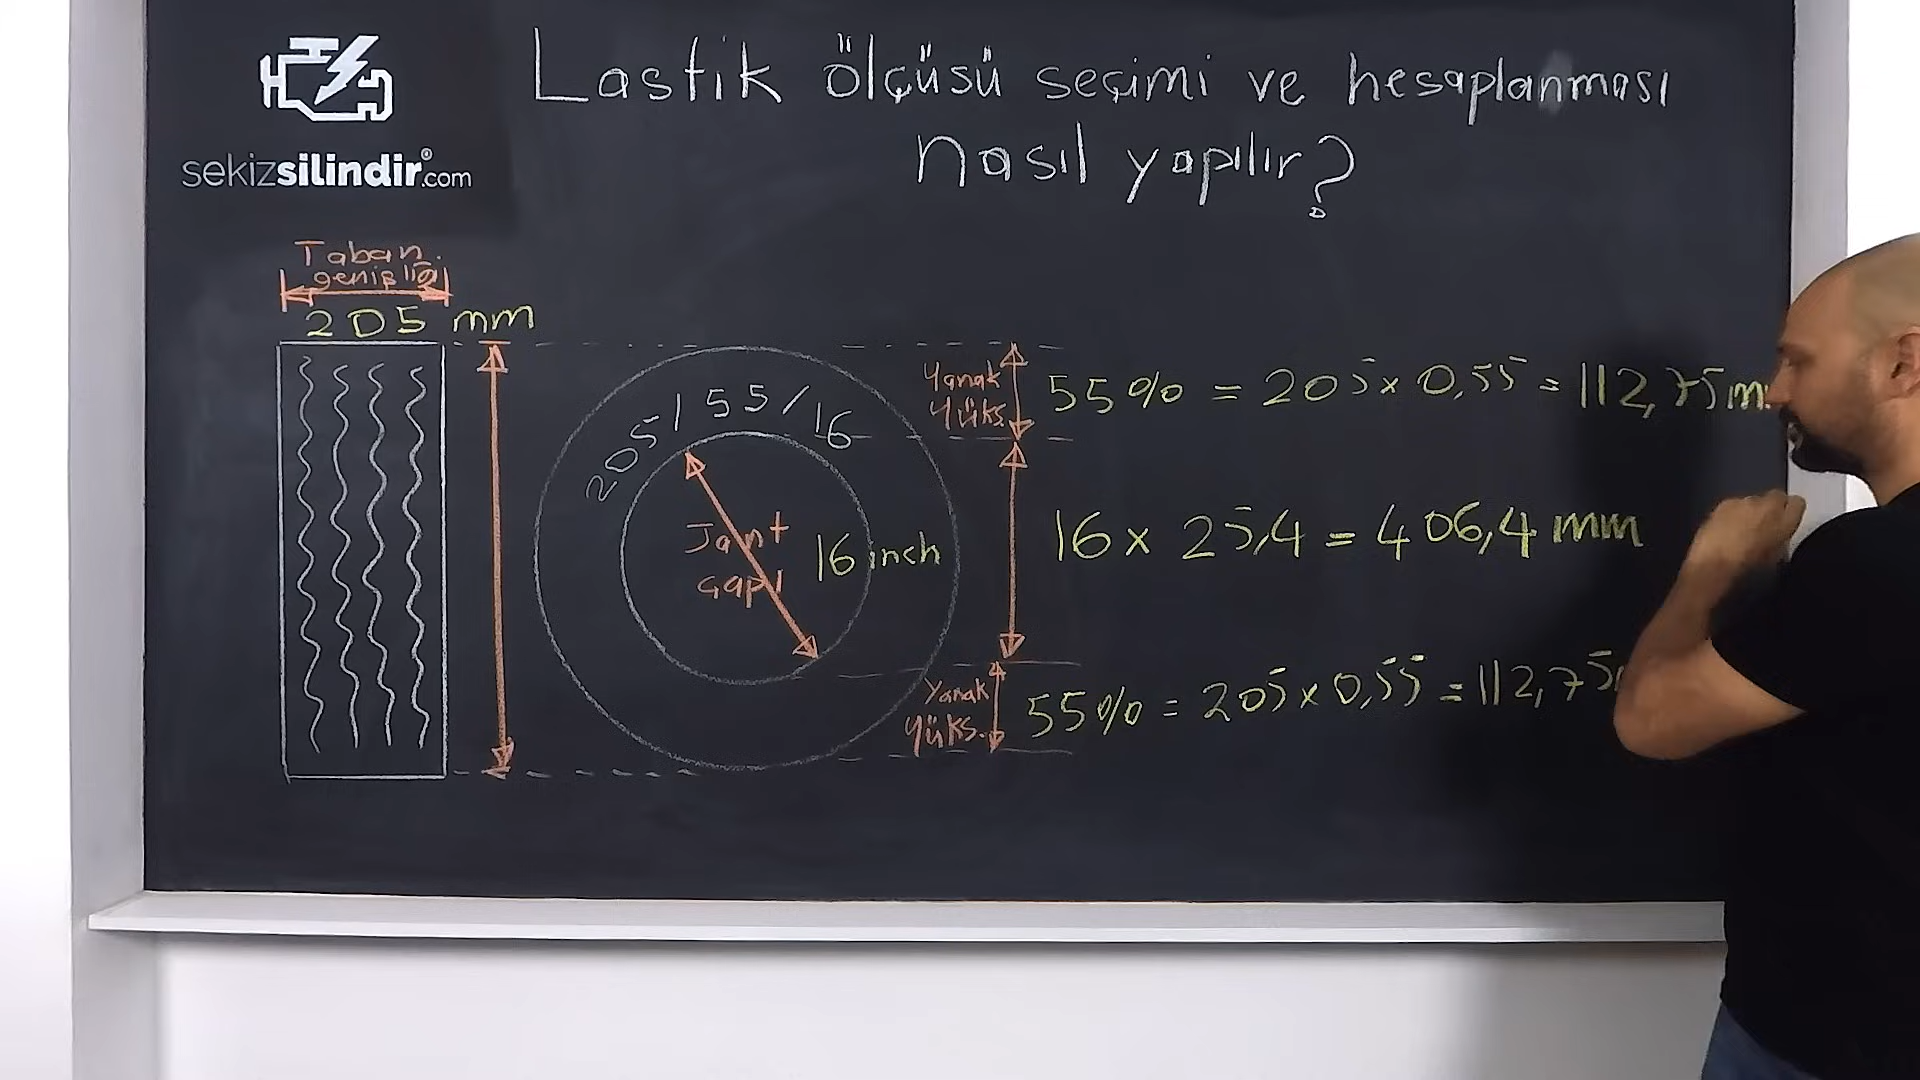 sekizsilindir.com
Lastik ölçüsü seçimi ve hesaplanması
nasıl yapılır?
Taban
genişliği
205 mm
205/55/16
Jant
çapı
16 inch
Yanak
Yüks.
55% = 205 x 0,55 = 112,75 m
16 x 25,4 = 406,4 mm
Yanak
Yüks.
55% = 205 x 0,55 = 112,75